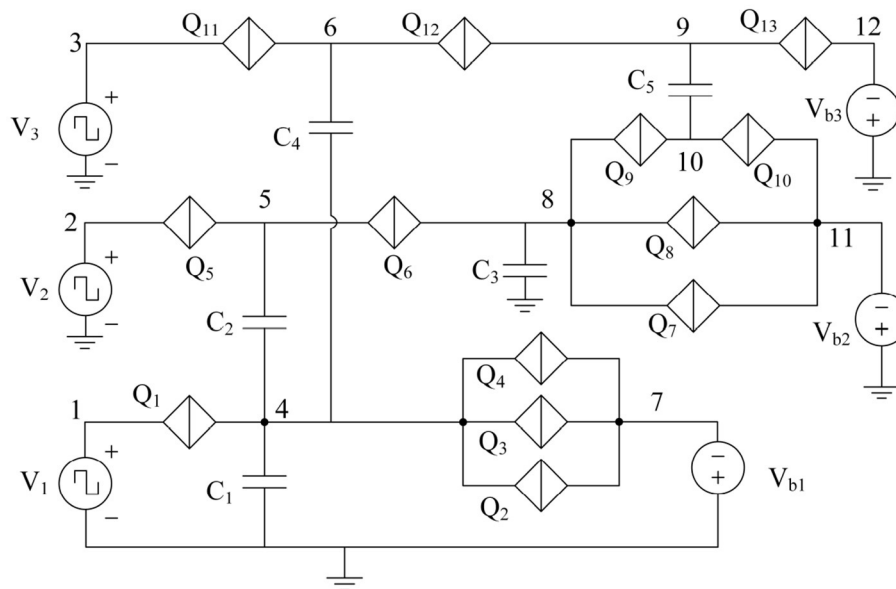 3 Q11 6 Q12 9 Q13 12
V3 + − C4 C5 − + Vb3
Q9 10 Q10
2 Q5 5 Q6 8 C3 Q8 11
V2 + − C2 Q7 − + Vb2
1 Q1 4 Q4 7
V1 + − C1 Q3 − + Vb1
Q2